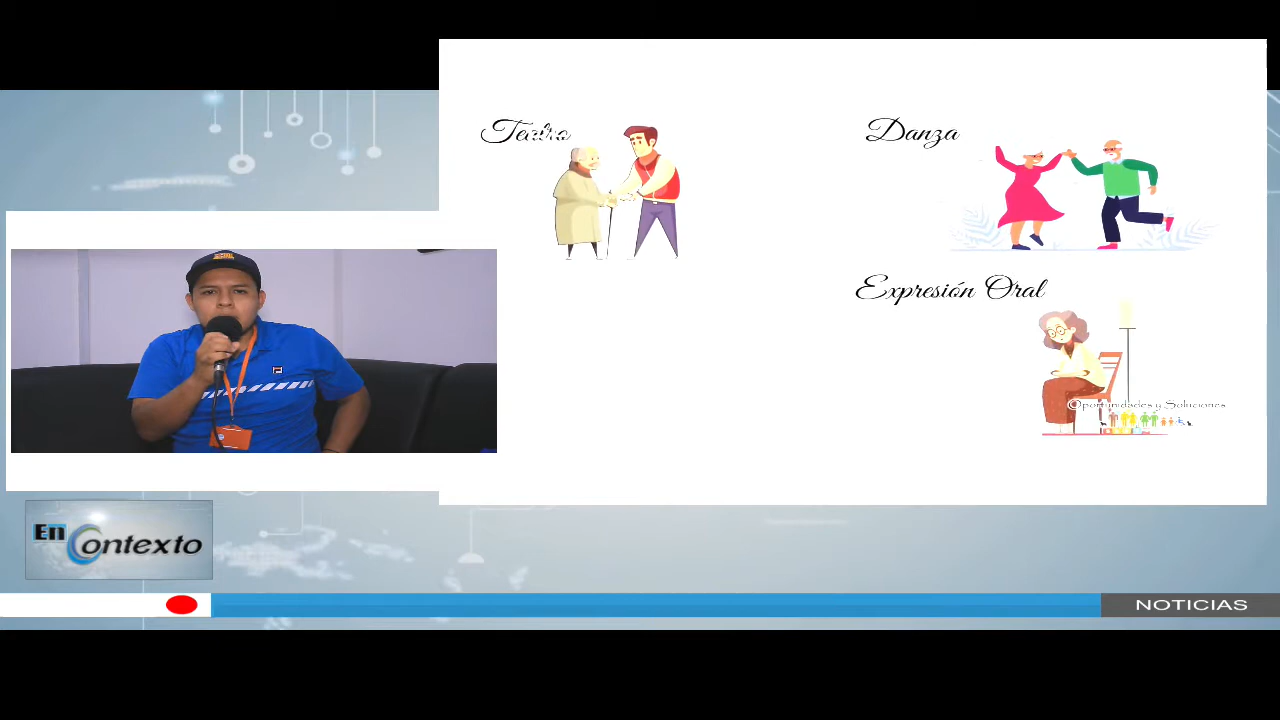 Teatro
Danza
Expresión Oral
Oportunidades y Soluciones
En Contexto
NOTICIAS